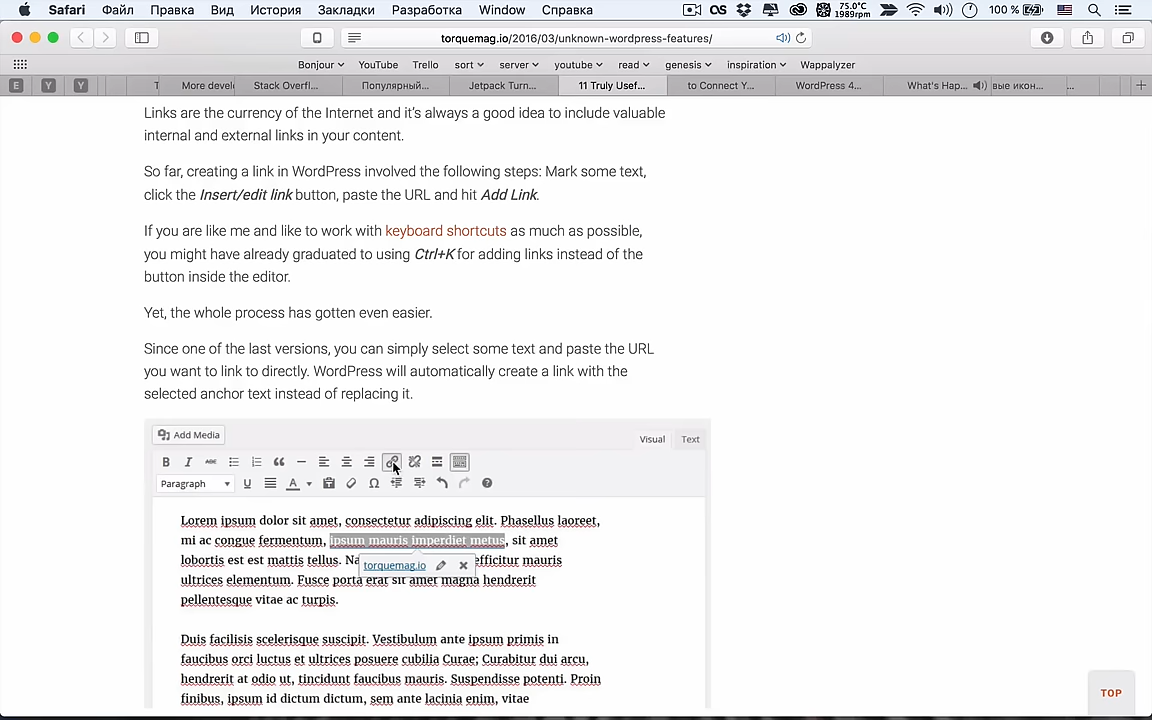 Safari Файл Правка Вид История Закладки Разработка Window Справка 75.0°C 1989rpm 100 %
torquemag.io/2016/03/unknown-wordpress-features/
Bonjour YouTube Trello sort server youtube read genesis inspiration Wappalyzer
E Y Y More devel Stack Overfl... Популярный... Jetpack Turn... 11 Truly Usef... to Connect Y... WordPress 4... What's Hap... вые икон... ...
Links are the currency of the Internet and it's always a good idea to include valuable
internal and external links in your content.
So far, creating a link in WordPress involved the following steps: Mark some text,
click the Insert/edit link button, paste the URL and hit Add Link.
If you are like me and like to work with keyboard shortcuts as much as possible,
you might have already graduated to using Ctrl+K for adding links instead of the
button inside the editor.
Yet, the whole process has gotten even easier.
Since one of the last versions, you can simply select some text and paste the URL
you want to link to directly. WordPress will automatically create a link with the
selected anchor text instead of replacing it.
Add Media
Visual Text
B I ABC
Paragraph U A
Lorem ipsum dolor sit amet, consectetur adipiscing elit. Phasellus laoreet,
mi ac congue fermentum, ipsum mauris imperdiet metus, sit amet
lobortis est est mattis tellus. Na efficitur mauris
torquemag.io
ultrices elementum. Fusce porta erat sit amet magna hendrerit
pellentesque vitae ac turpis.
Duis facilisis scelerisque suscipit. Vestibulum ante ipsum primis in
faucibus orci luctus et ultrices posuere cubilia Curae; Curabitur dui arcu,
hendrerit at odio ut, tincidunt faucibus mauris. Suspendisse potenti. Proin
finibus, ipsum id dictum dictum, sem ante lacinia enim, vitae
TOP